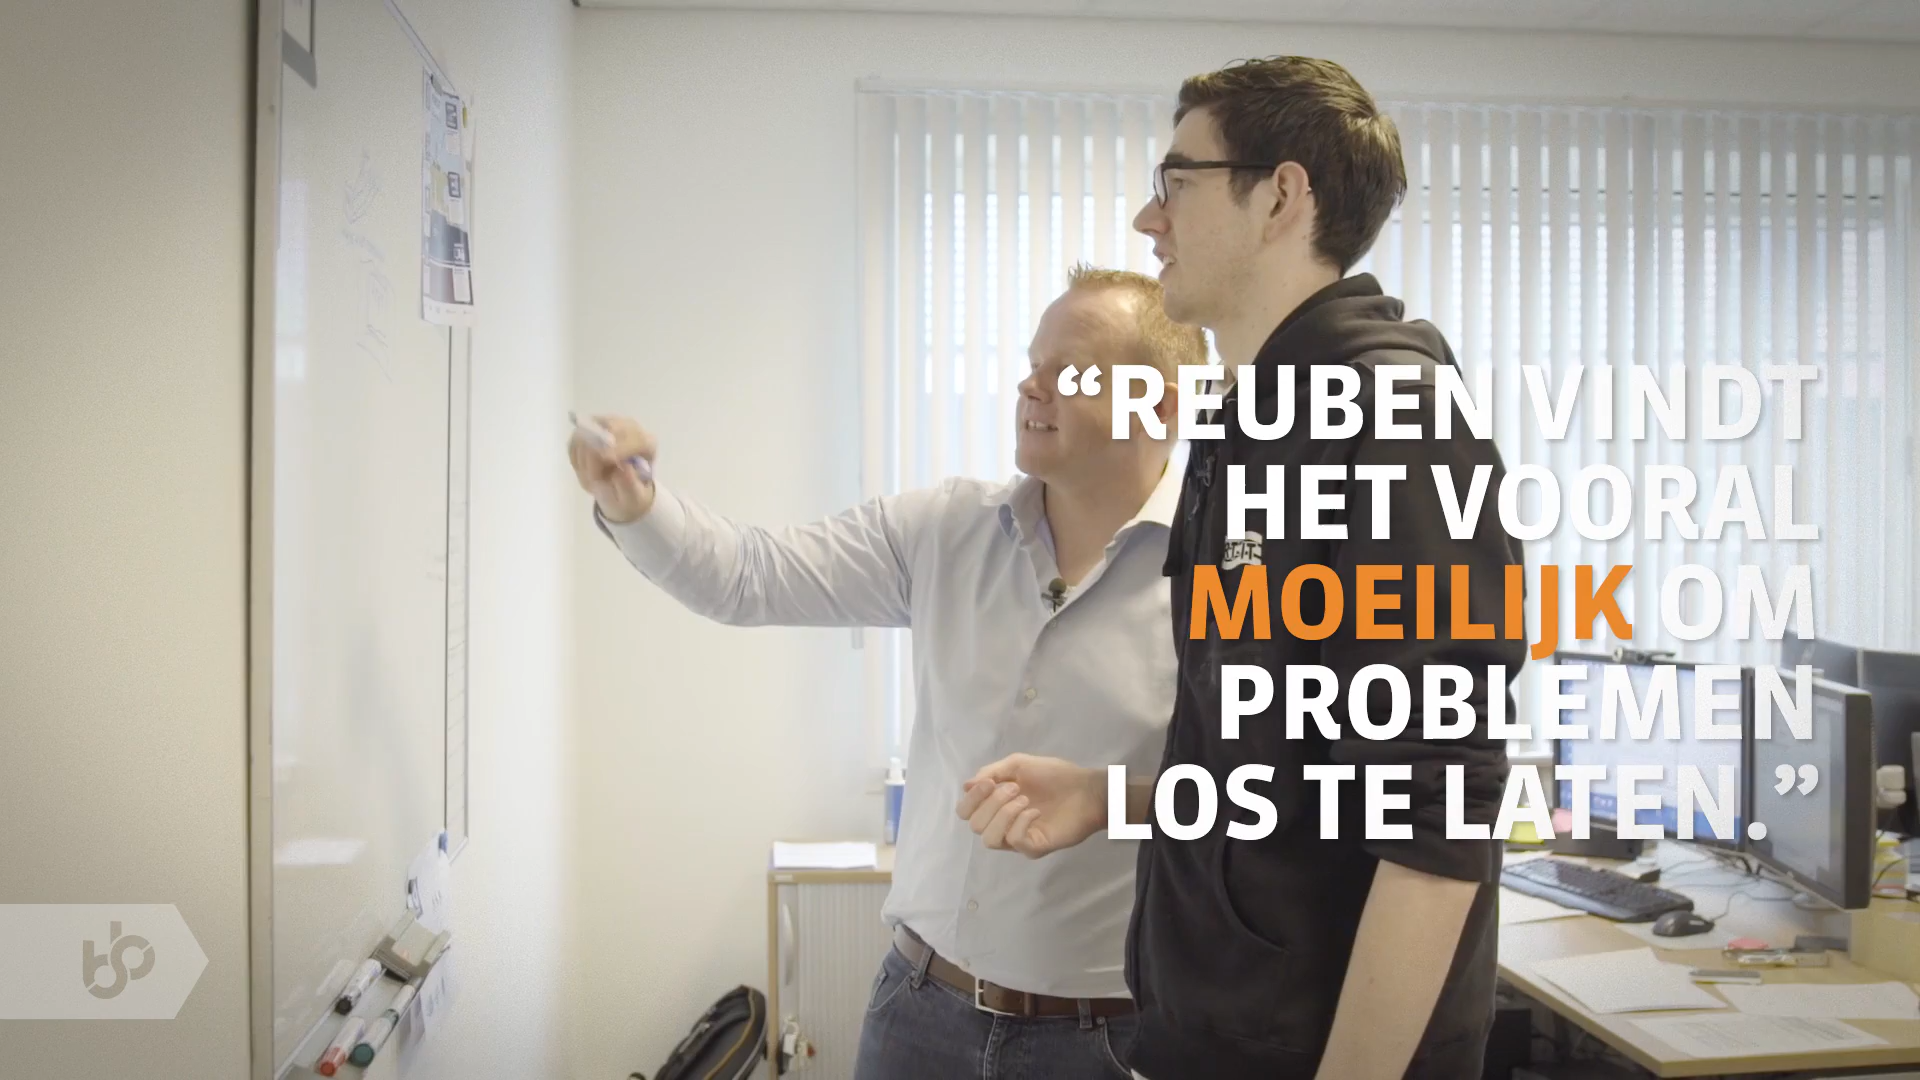 “REUBEN VINDT
HET VOORAL
MOEILIJK OM
PROBLEMEN
LOS TE LATEN.”